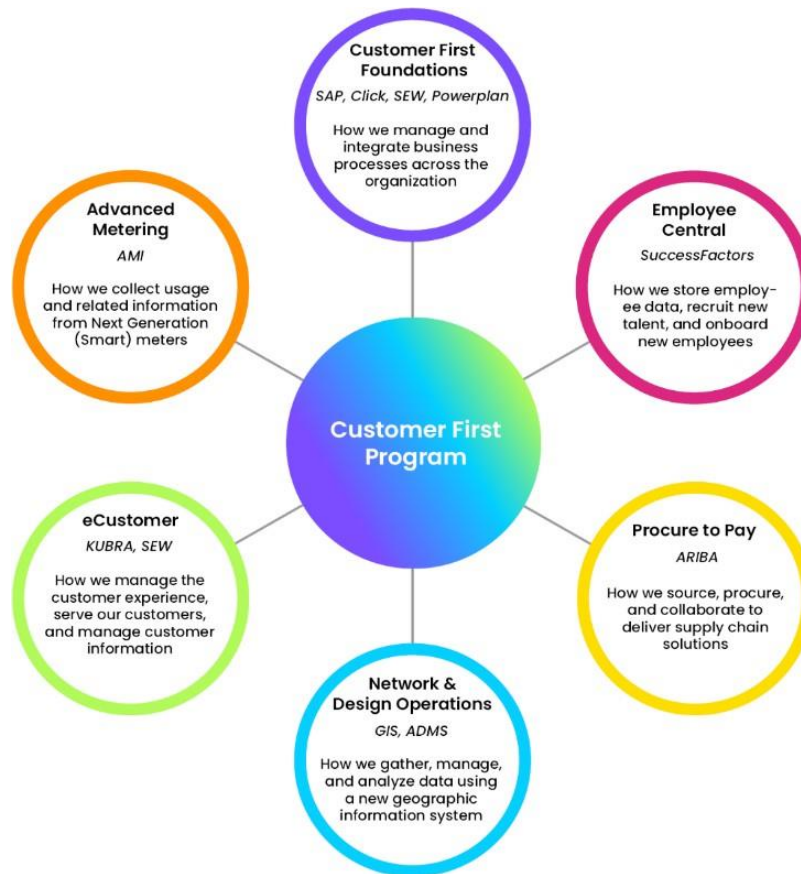 Customer First
Foundations
SAP, Click, SEW, Powerplan
How we manage and
integrate business
processes across the
organization
Advanced
Metering
AMI
How we collect usage
and related information
from Next Generation
(Smart) meters
Employee
Central
SuccessFactors
How we store employ-
ee data, recruit new
talent, and onboard
new employees
Customer First
Program
eCustomer
KUBRA, SEW
How we manage the
customer experience,
serve our customers,
and manage customer
information
Procure to Pay
ARIBA
How we source, procure,
and collaborate to
deliver supply chain
solutions
Network &
Design Operations
GIS, ADMS
How we gather, manage,
and analyze data using
a new geographic
information system